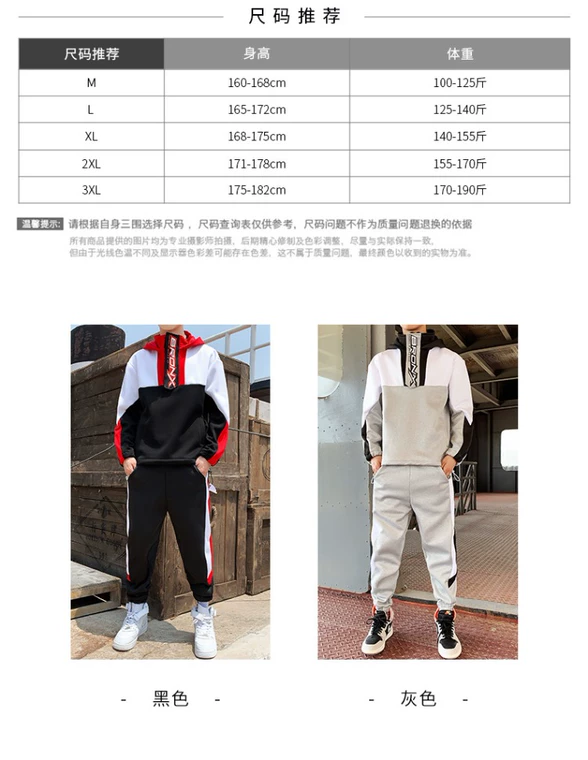 尺码推荐
尺码推荐 身高 体重
M 160-168cm 100-125斤
L 165-172cm 125-140斤
XL 168-175cm 140-155斤
2XL 171-178cm 155-170斤
3XL 175-182cm 170-190斤
温馨提示: 请根据自身三围选择尺码，尺码查询表仅供参考，尺码问题不作为质量问题退换的依据
所有商品提供的图片均为专业摄影师拍摄，后期精心修制及色彩调整，尽量与实际保持一致，
但由于光线色温不同及显示器色彩差可能存在色差，这不属于质量问题，最终颜色以收到的实物为准。
BRONX
BRONX
- 黑色 -
- 灰色 -